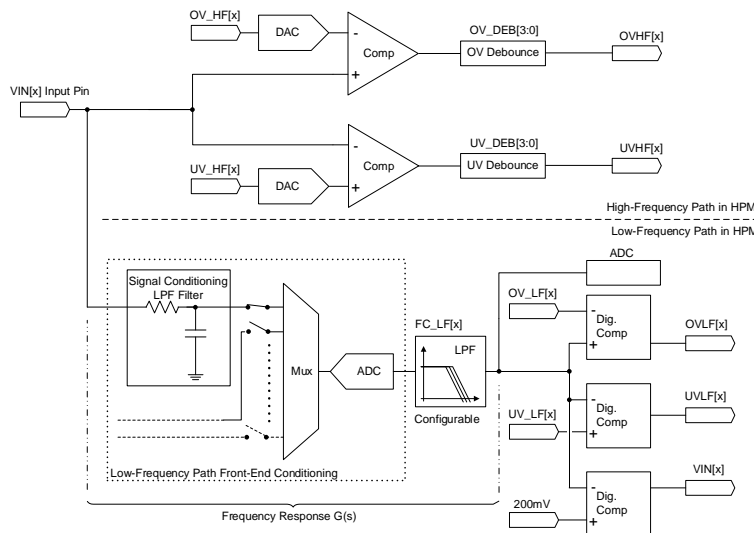 OV_HF[x]
DAC
-
+
Comp
OV_DEB[3:0]
OV Debounce
OVHF[x]
VIN[x] Input Pin
UV_HF[x]
DAC
-
+
Comp
UV_DEB[3:0]
UV Debounce
UVHF[x]
High-Frequency Path in HPM
Low-Frequency Path in HPM
Signal Conditioning
LPF Filter
Mux
ADC
Low-Frequency Path Front-End Conditioning
FC_LF[x]
LPF
Configurable
ADC
OV_LF[x]
-
+
Dig.
Comp
OVLF[x]
UV_LF[x]
-
+
Dig.
Comp
UVLF[x]
200mV
-
+
Dig.
Comp
VIN[x]
Frequency Response G(s)